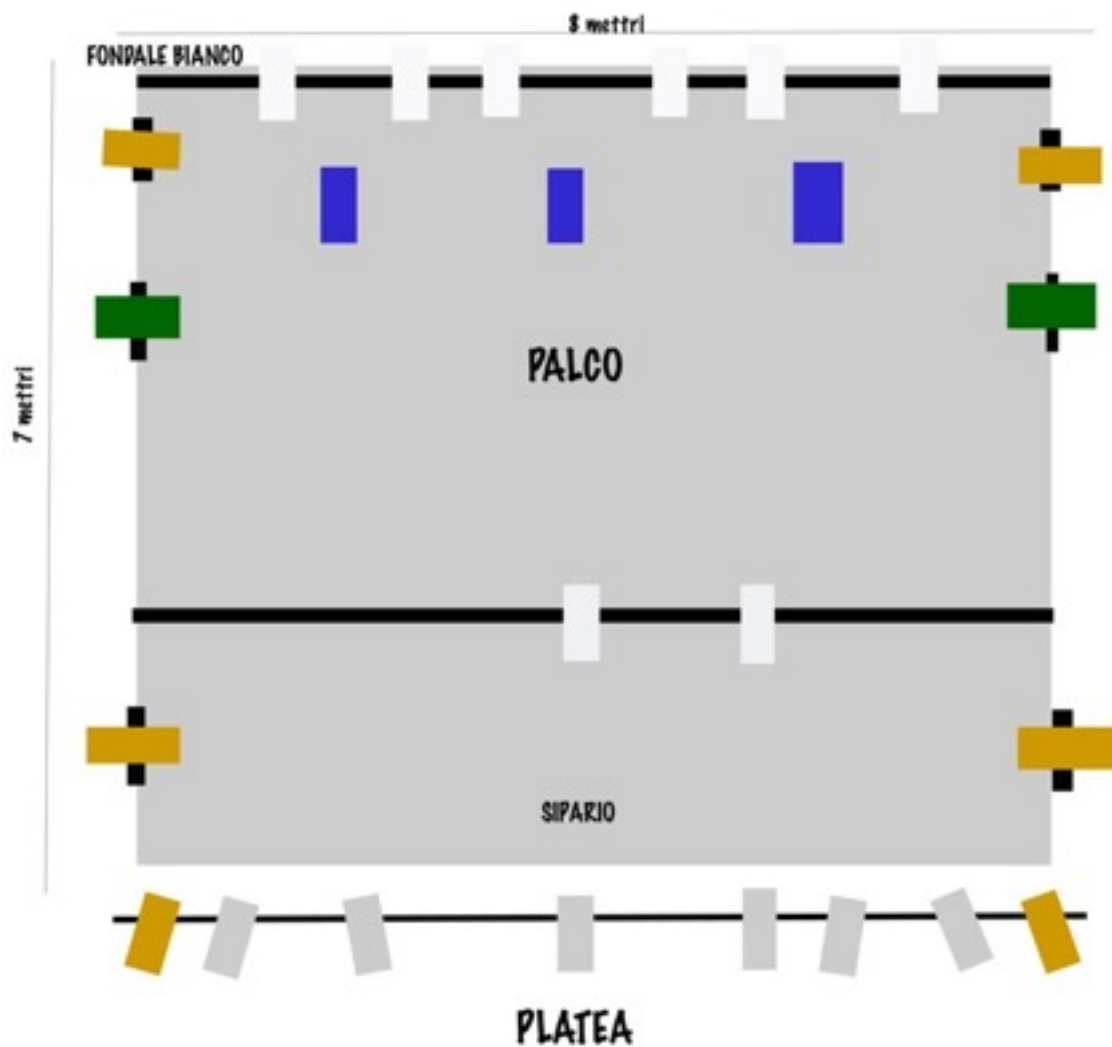 8 mettri
FONDALE BIANCO
7 mettri
PALCO
SIPARIO
PLATEA